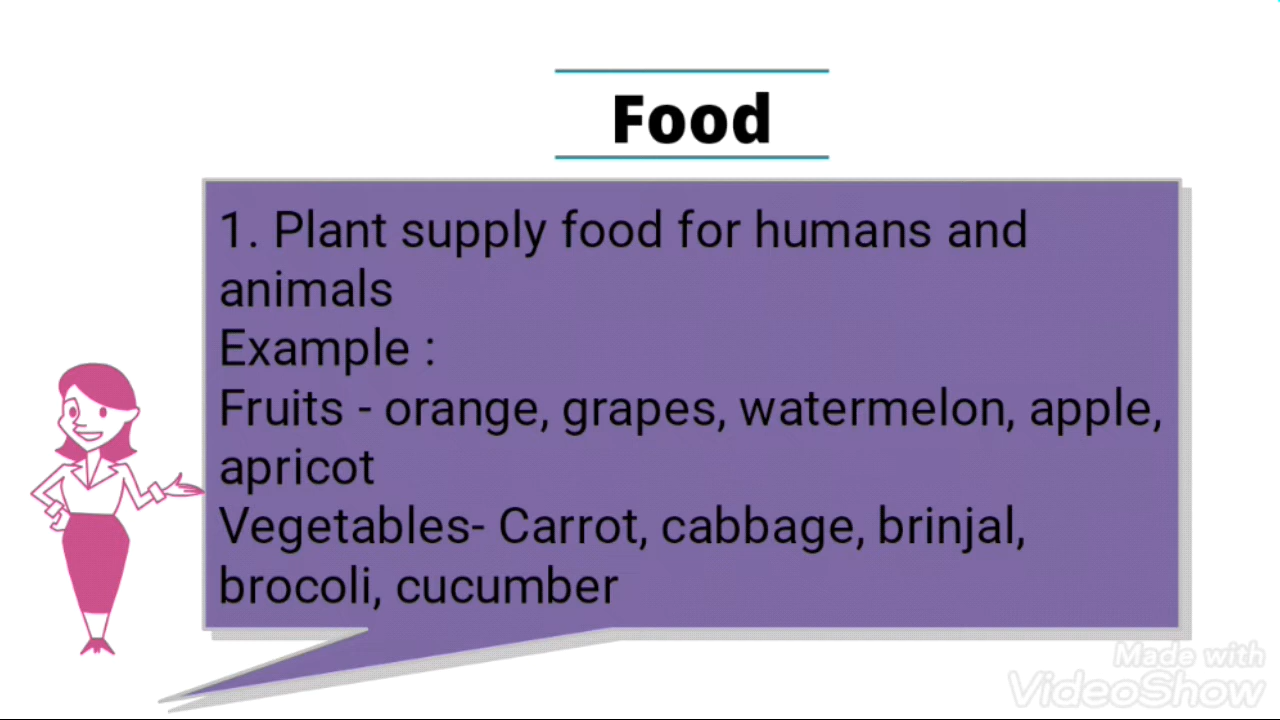 Food
1. Plant supply food for humans and
animals
Example :
Fruits - orange, grapes, watermelon, apple,
apricot
Vegetables- Carrot, cabbage, brinjal,
brocoli, cucumber
Made with
VideoShow